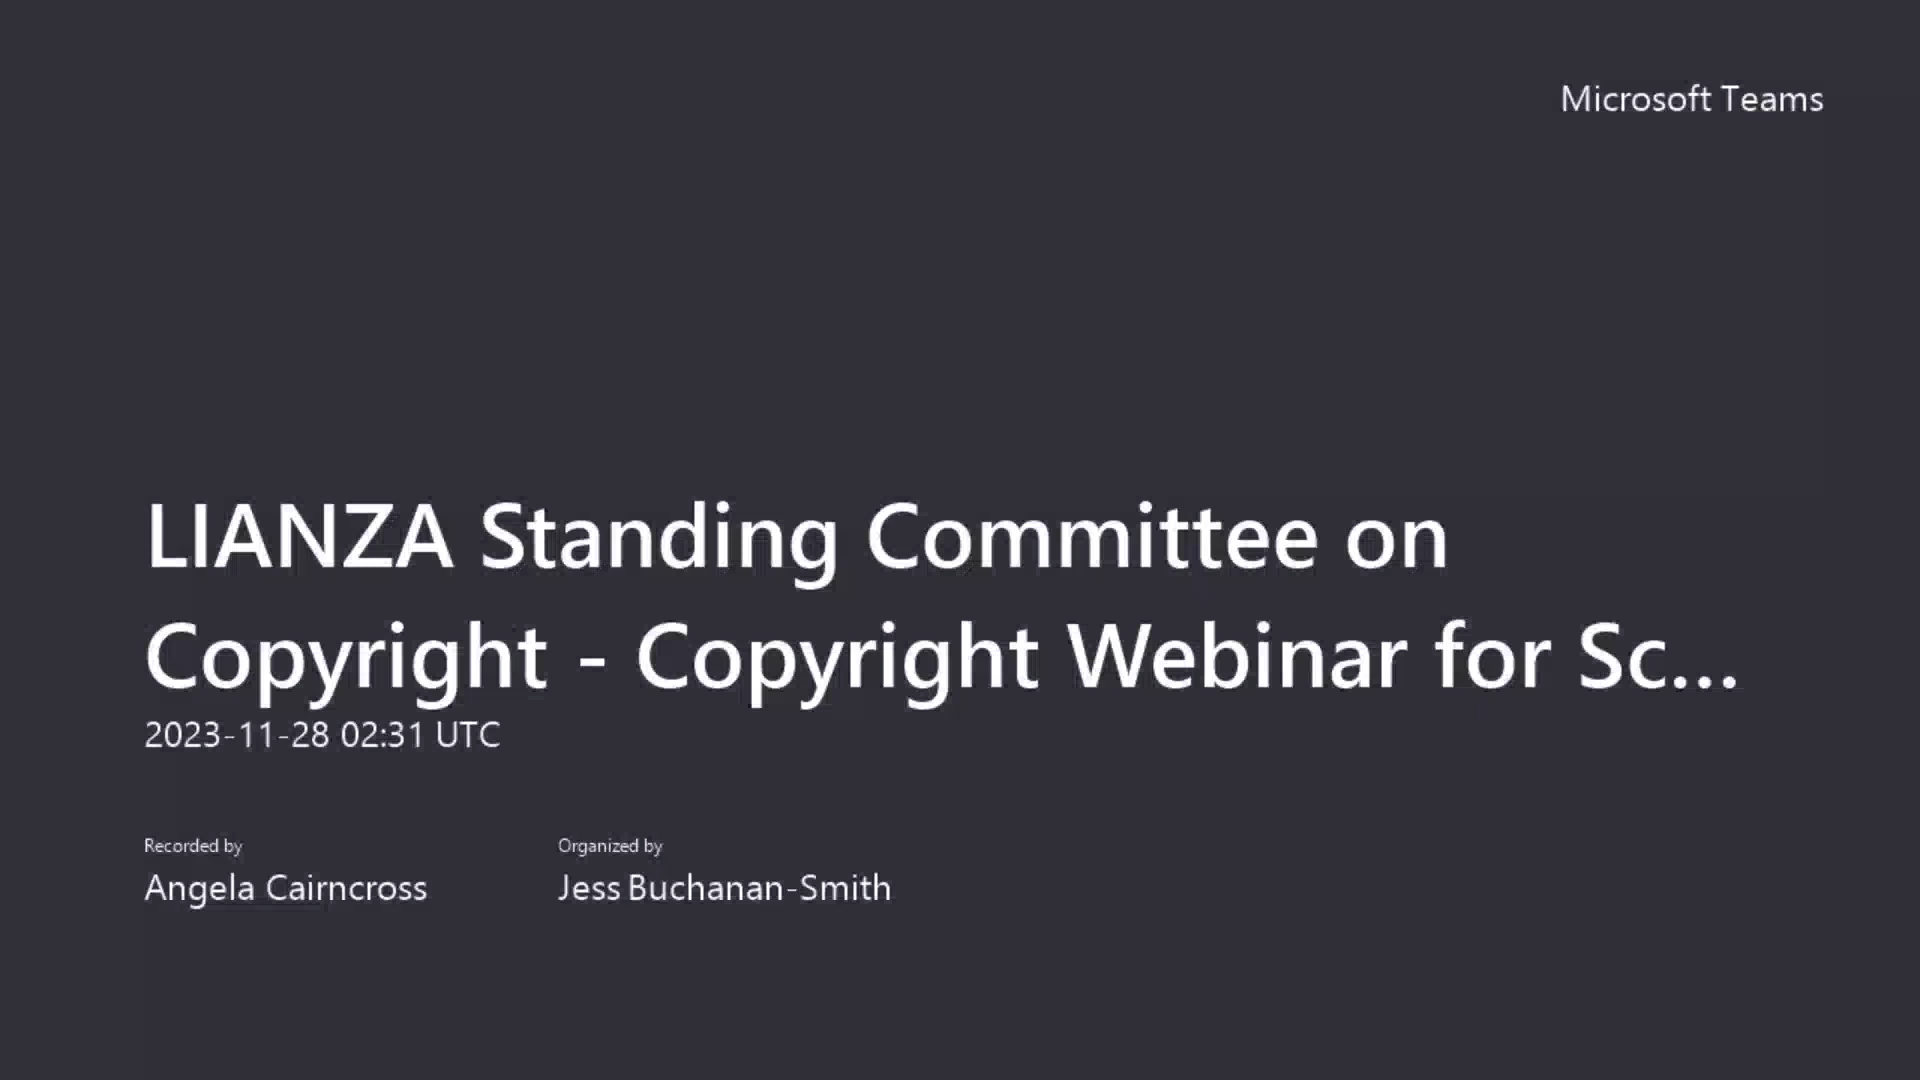 Microsoft Teams
LIANZA Standing Committee on
Copyright - Copyright Webinar for Sc...
2023-11-28 02:31 UTC
Recorded by
Organized by
Angela Cairncross
Jess Buchanan-Smith